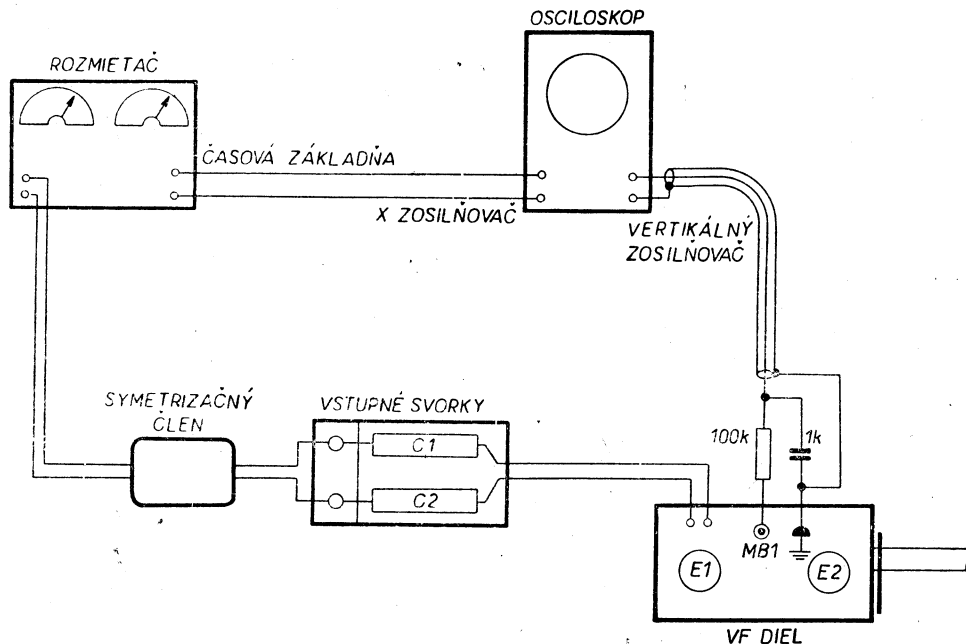 OSCILOSKOP
ROZMIETAČ
ČASOVÁ ZÁKLADŇA
X ZOSILŇOVAČ
VERTIKÁLNÝ
ZOSILŇOVAČ
SYMETRIZAČNÝ
ČLEN
VSTUPNÉ SVORKY
C1
C2
100k
1k
MB1
E1
E2
VF DIEL